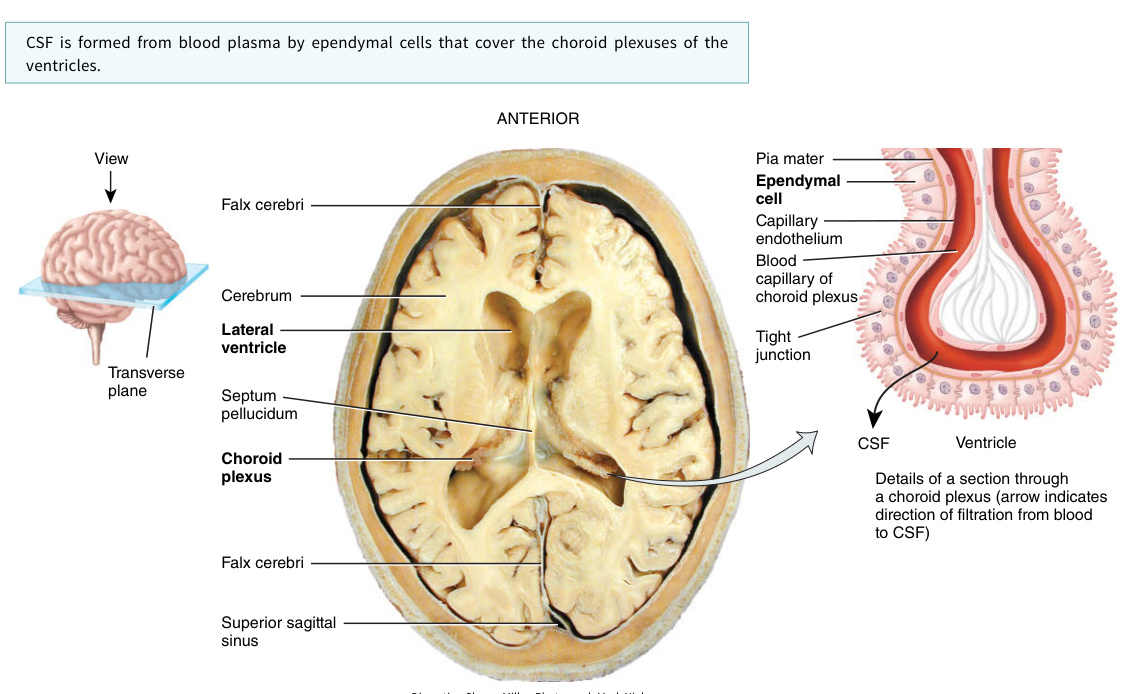 CSF is formed from blood plasma by ependymal cells that cover the choroid plexuses of the
ventricles.
ANTERIOR
View
Transverse
plane
Falx cerebri
Cerebrum
Lateral
ventricle
Septum
pellucidum
Choroid
plexus
Falx cerebri
Superior sagittal
sinus
Pia mater
Ependymal
cell
Capillary
endothelium
Blood
capillary of
choroid plexus
Tight
junction
CSF
Ventricle
Details of a section through
a choroid plexus (arrow indicates
direction of filtration from blood
to CSF)